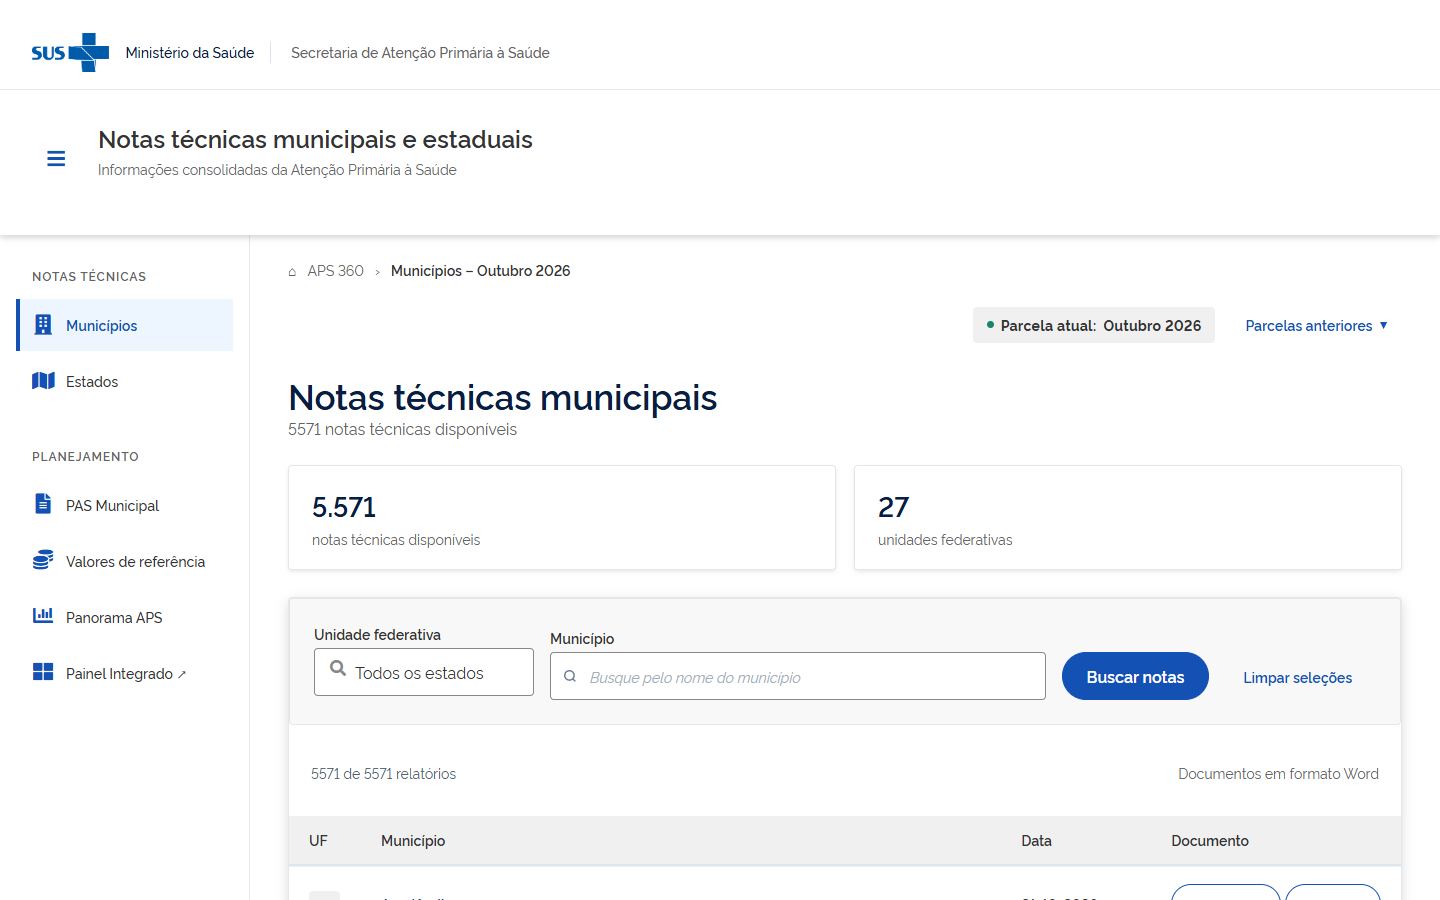 SUS
Ministério da Saúde
Secretaria de Atenção Primária à Saúde
Notas técnicas municipais e estaduais
Informações consolidadas da Atenção Primária à Saúde
NOTAS TÉCNICAS
Municípios
Estados
PLANEJAMENTO
PAS Municipal
Valores de referência
Panorama APS
Painel Integrado ↗
APS 360 › Municípios – Outubro 2026
Parcela atual: Outubro 2026
Parcelas anteriores ▼
Notas técnicas municipais
5571 notas técnicas disponíveis
5.571
notas técnicas disponíveis
27
unidades federativas
Unidade federativa
Todos os estados
Município
Busque pelo nome do município
Buscar notas
Limpar seleções
5571 de 5571 relatórios
Documentos em formato Word
UF Município Data Documento